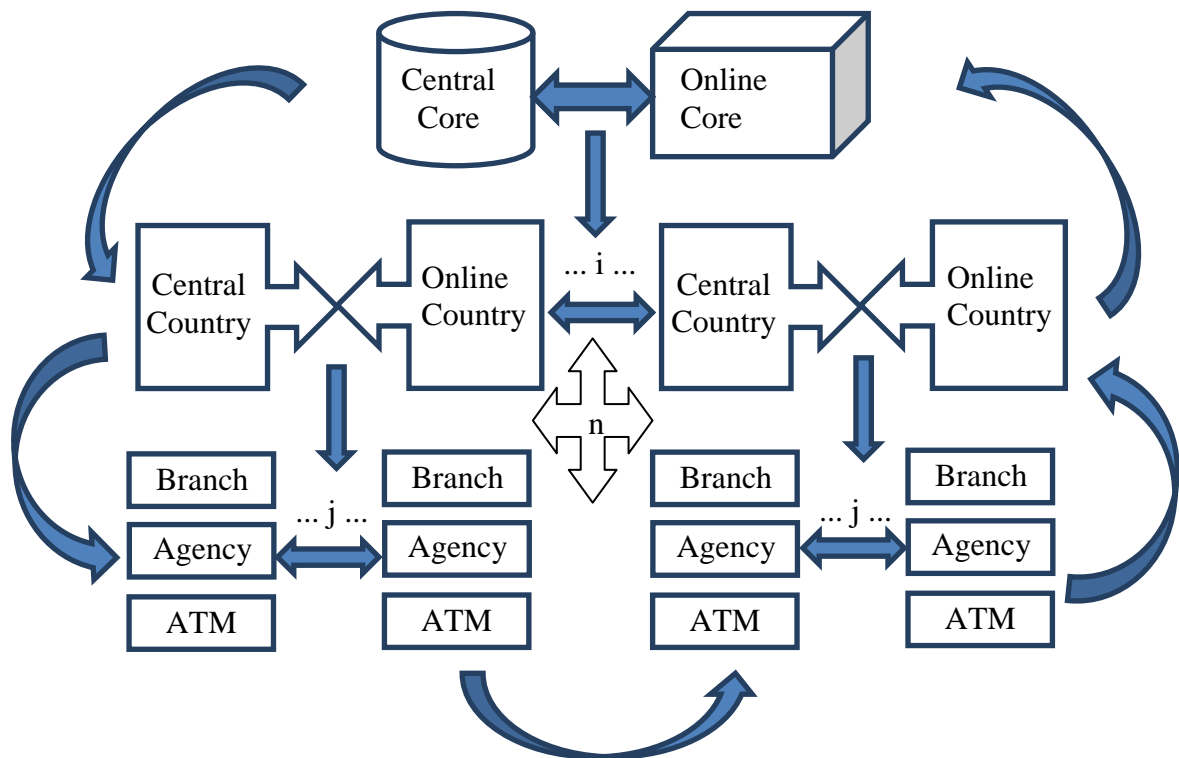 Central
Core
Online
Core
... i ...
Central
Country
Online
Country
Central
Country
Online
Country
n
Branch
Agency
ATM
... j ...
Branch
Agency
ATM
Branch
Agency
ATM
... j ...
Branch
Agency
ATM